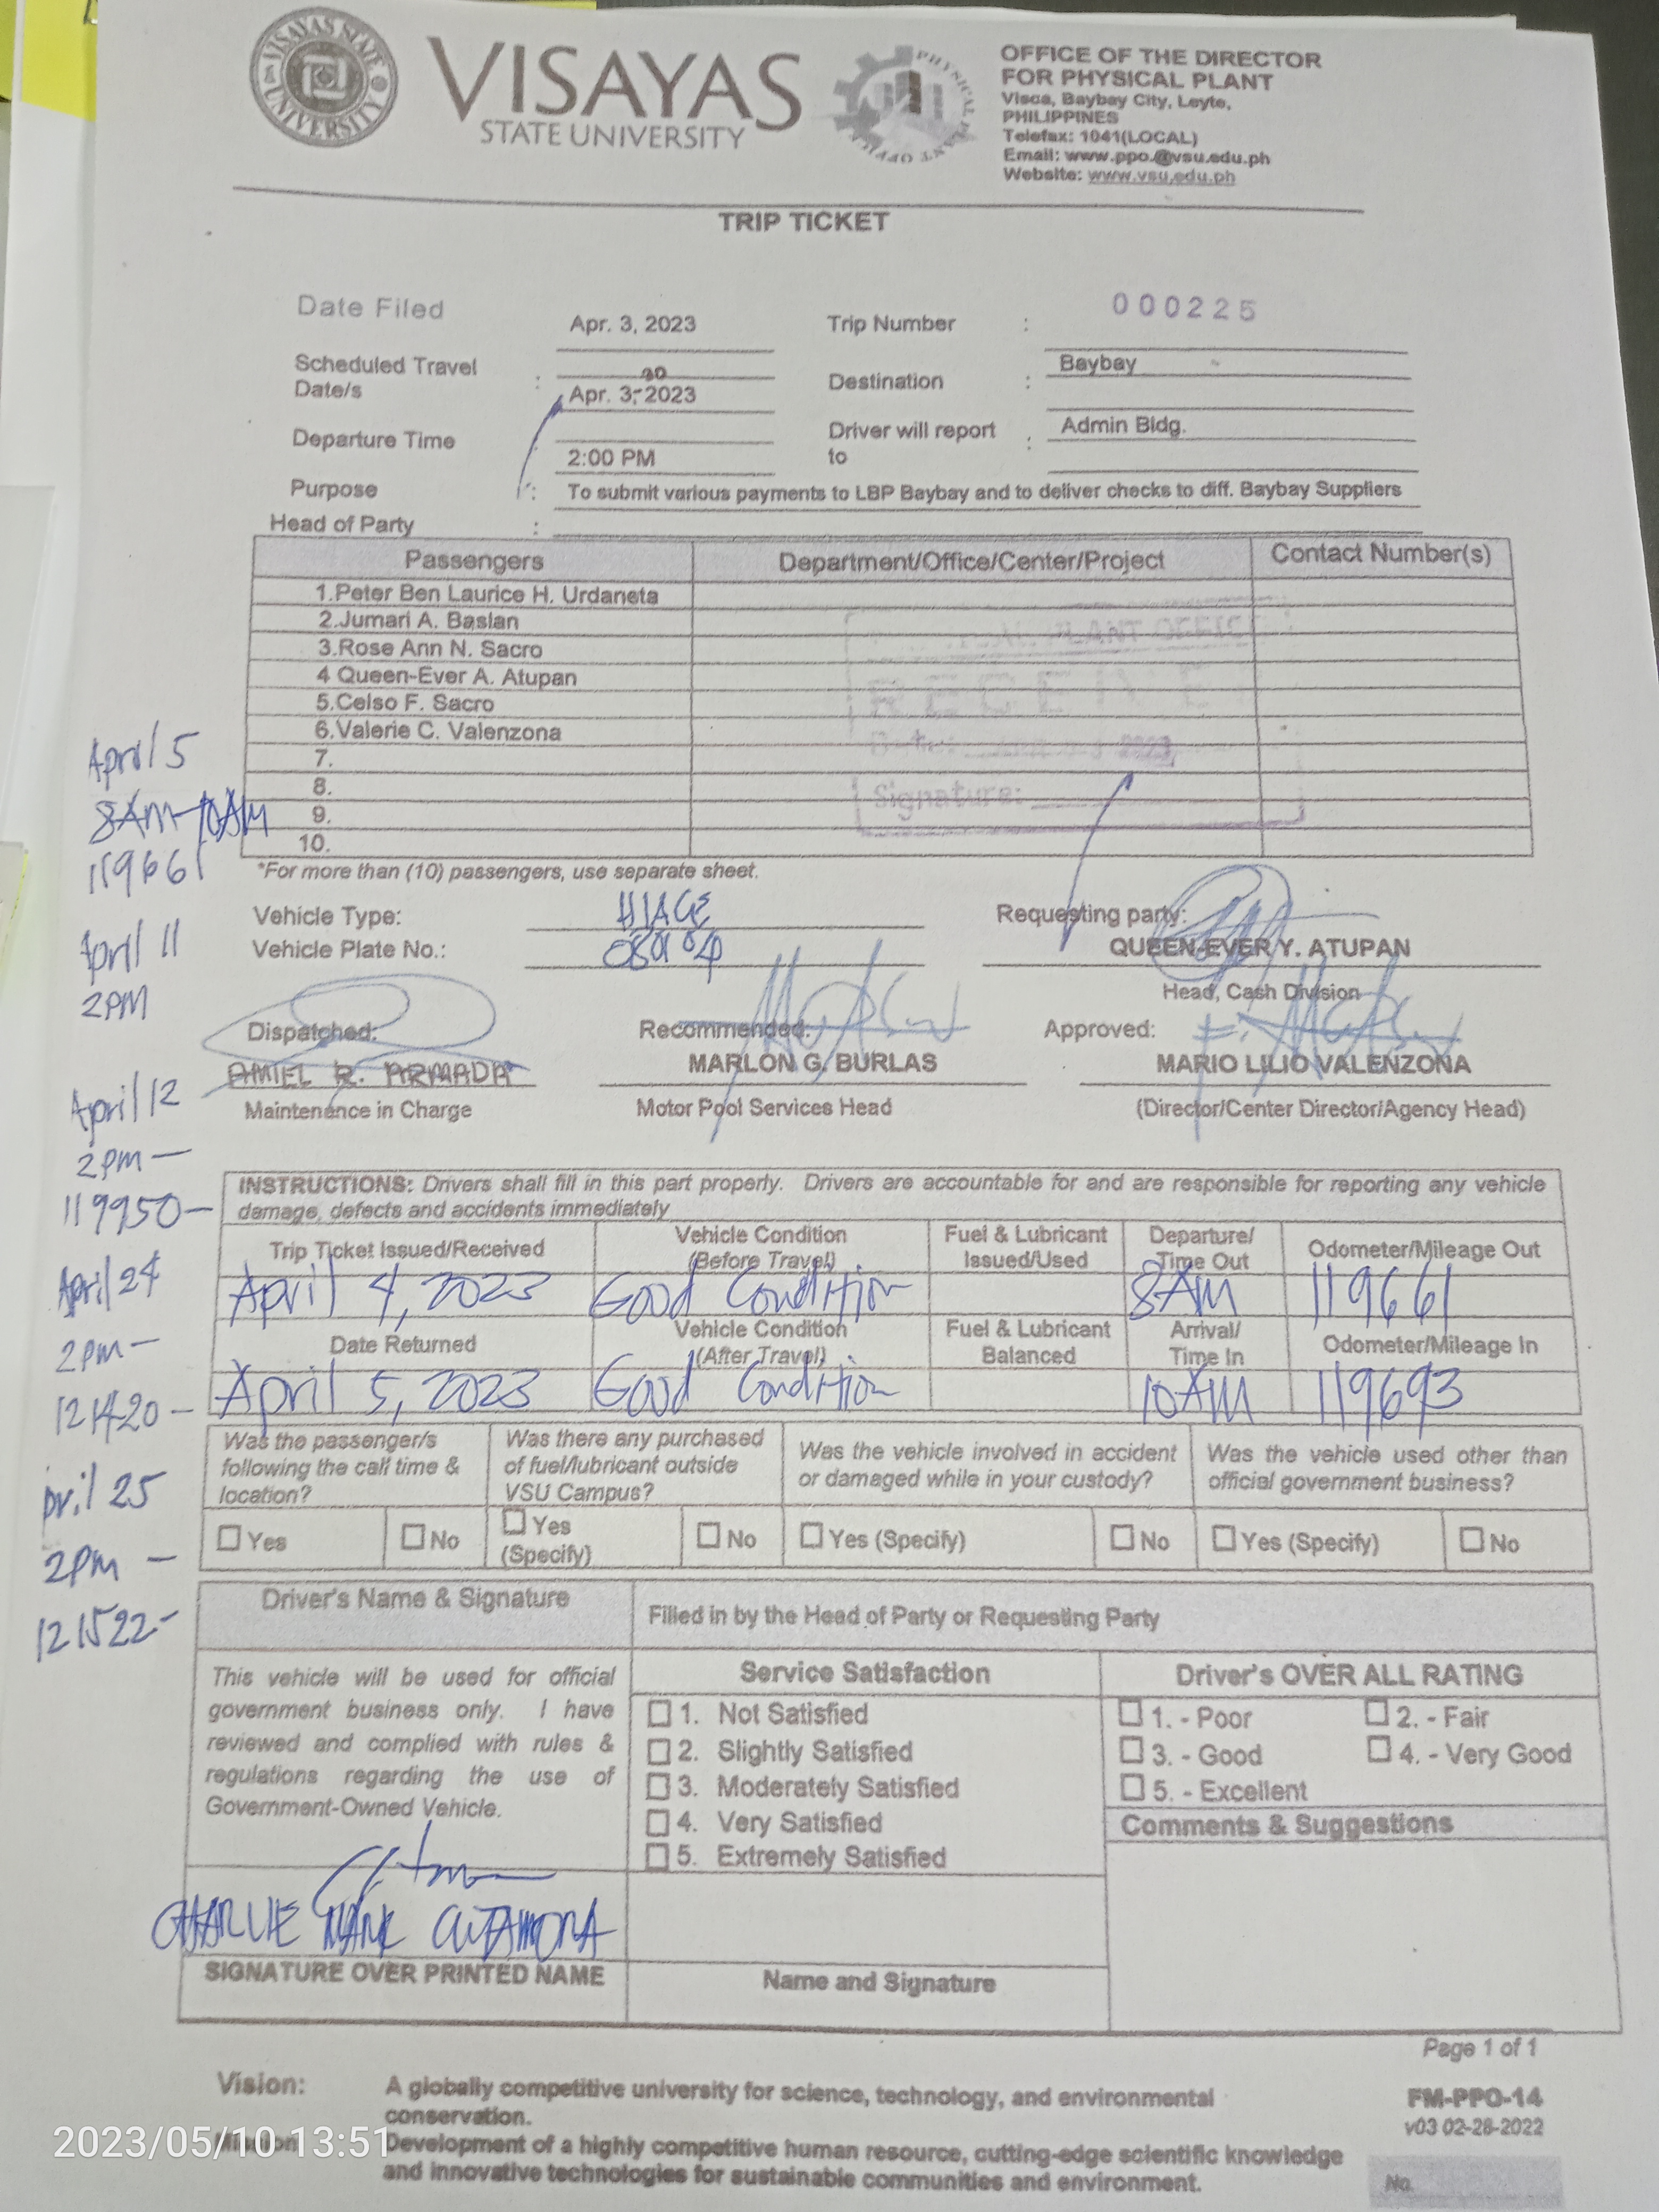 VISAYAS STATE UNIVERSITY
VISAYAS
STATE UNIVERSITY
OFFICE OF THE DIRECTOR
FOR PHYSICAL PLANT
Visca, Baybay City, Leyte,
PHILIPPINES
Telefax: 1041(LOCAL)
Email: www.ppo.@vsu.edu.ph
Website: www.vsu.edu.ph
TRIP TICKET
Date Filed Apr. 3, 2023 Trip Number : 000225
Scheduled Travel Date/s : 30 Apr. 3, 2023 Destination : Baybay
Departure Time 2:00 PM Driver will report to : Admin Bldg.
Purpose : To submit various payments to LBP Baybay and to deliver checks to diff. Baybay Suppliers
Head of Party :
Passengers Department/Office/Center/Project Contact Number(s)
1.Peter Ben Laurice H. Urdaneta
2.Jumari A. Baslan
3.Rose Ann N. Sacro
4 Queen-Ever A. Atupan
5.Celso F. Sacro
6.Valerie C. Valenzona
7.
8.
9.
10.
PLANT OFFICE
Date: 2023
Signature:
*For more than (10) passengers, use separate sheet.
Vehicle Type: HIACE Requesting party:
Vehicle Plate No.: QUEEN-EVER Y. ATUPAN
Head, Cash Division
Dispatched: Recommended: Approved:
AMIEL R. ARMADA MARLON G. BURLAS MARIO LILIO VALENZONA
Maintenance in Charge Motor Pool Services Head (Director/Center Director/Agency Head)
April 5
8AM-10AM
119661
April 11
2PM
April 12
2PM —
119950—
April 24
2pm—
121420—
pril 25
2pm —
121522-
INSTRUCTIONS: Drivers shall fill in this part properly. Drivers are accountable for and are responsible for reporting any vehicle
damage, defects and accidents immediately
Trip Ticket Issued/Received Vehicle Condition (Before Travel) Fuel & Lubricant Issued/Used Departure/ Time Out Odometer/Mileage Out
April 4, 2023 Good Condition 8AM 119661
Date Returned Vehicle Condition (After Travel) Fuel & Lubricant Balanced Arrival/ Time In Odometer/Mileage In
April 5, 2023 Good Condition 10AM 119693
Was the passenger/s following the call time & location? Was there any purchased of fuel/lubricant outside VSU Campus? Was the vehicle involved in accident or damaged while in your custody? Was the vehicle used other than official government business?
Yes No Yes (Specify) No Yes (Specify) No Yes (Specify) No
Driver's Name & Signature Filled in by the Head of Party or Requesting Party
This vehicle will be used for official
government business only. I have
reviewed and complied with rules &
regulations regarding the use of
Government-Owned Vehicle.
CHARLIE MARK
SIGNATURE OVER PRINTED NAME
Service Satisfaction
1. Not Satisfied
2. Slightly Satisfied
3. Moderately Satisfied
4. Very Satisfied
5. Extremely Satisfied
Name and Signature
Driver's OVER ALL RATING
1. - Poor 2. - Fair
3. - Good 4. - Very Good
5. - Excellent
Comments & Suggestions
Page 1 of 1
Vision: A globally competitive university for science, technology, and environmental
conservation.
Mission: Development of a highly competitive human resource, cutting-edge scientific knowledge
and innovative technologies for sustainable communities and environment.
FM-PPO-14
v03 02-28-2022
No.
2023/05/10 13:51